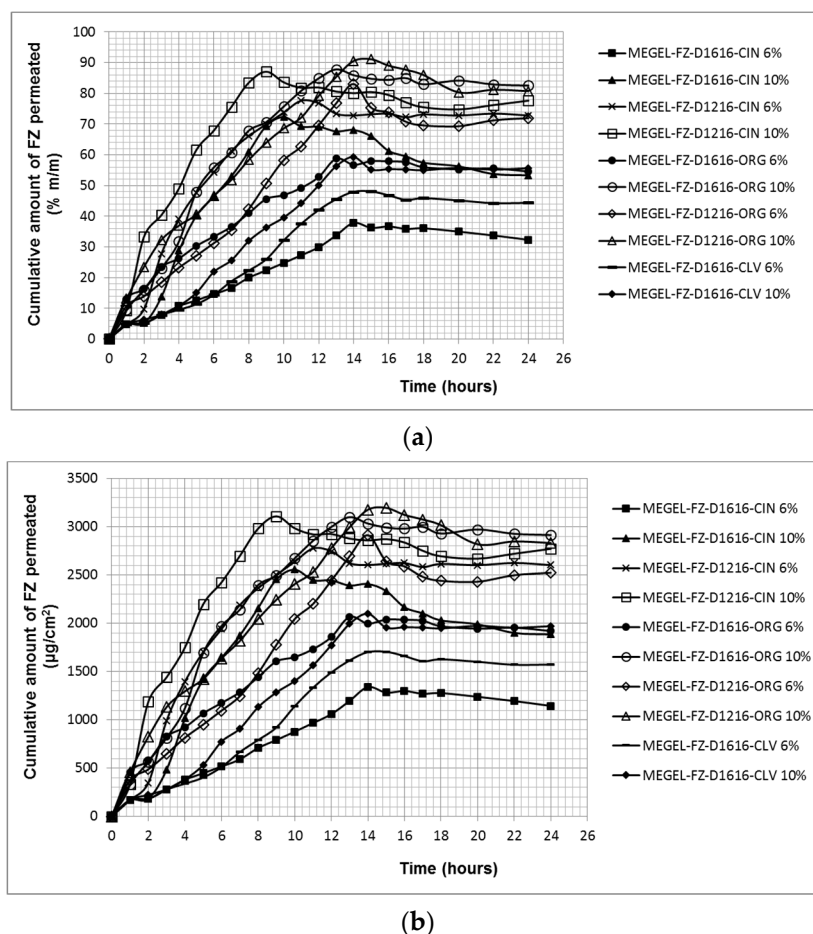 100
90
80
70
60
50
40
30
20
10
0
Cumulative amount of FZ permeated
(% m/m)
0 2 4 6 8 10 12 14 16 18 20 22 24 26
Time (hours)
MEGEL-FZ-D1616-CIN 6%
MEGEL-FZ-D1616-CIN 10%
MEGEL-FZ-D1216-CIN 6%
MEGEL-FZ-D1216-CIN 10%
MEGEL-FZ-D1616-ORG 6%
MEGEL-FZ-D1616-ORG 10%
MEGEL-FZ-D1216-ORG 6%
MEGEL-FZ-D1216-ORG 10%
MEGEL-FZ-D1616-CLV 6%
MEGEL-FZ-D1616-CLV 10%
(a)
3500
3000
2500
2000
1500
1000
500
0
Cumulative amount of FZ permeated
(µg/cm²)
0 2 4 6 8 10 12 14 16 18 20 22 24 26
Time (hours)
MEGEL-FZ-D1616-CIN 6%
MEGEL-FZ-D1616-CIN 10%
MEGEL-FZ-D1216-CIN 6%
MEGEL-FZ-D1216-CIN 10%
MEGEL-FZ-D1616-ORG 6%
MEGEL-FZ-D1616-ORG 10%
MEGEL-FZ-D1216-ORG 6%
MEGEL-FZ-D1216-ORG 10%
MEGEL-FZ-D1616-CLV 6%
MEGEL-FZ-D1616-CLV 10%
(b)